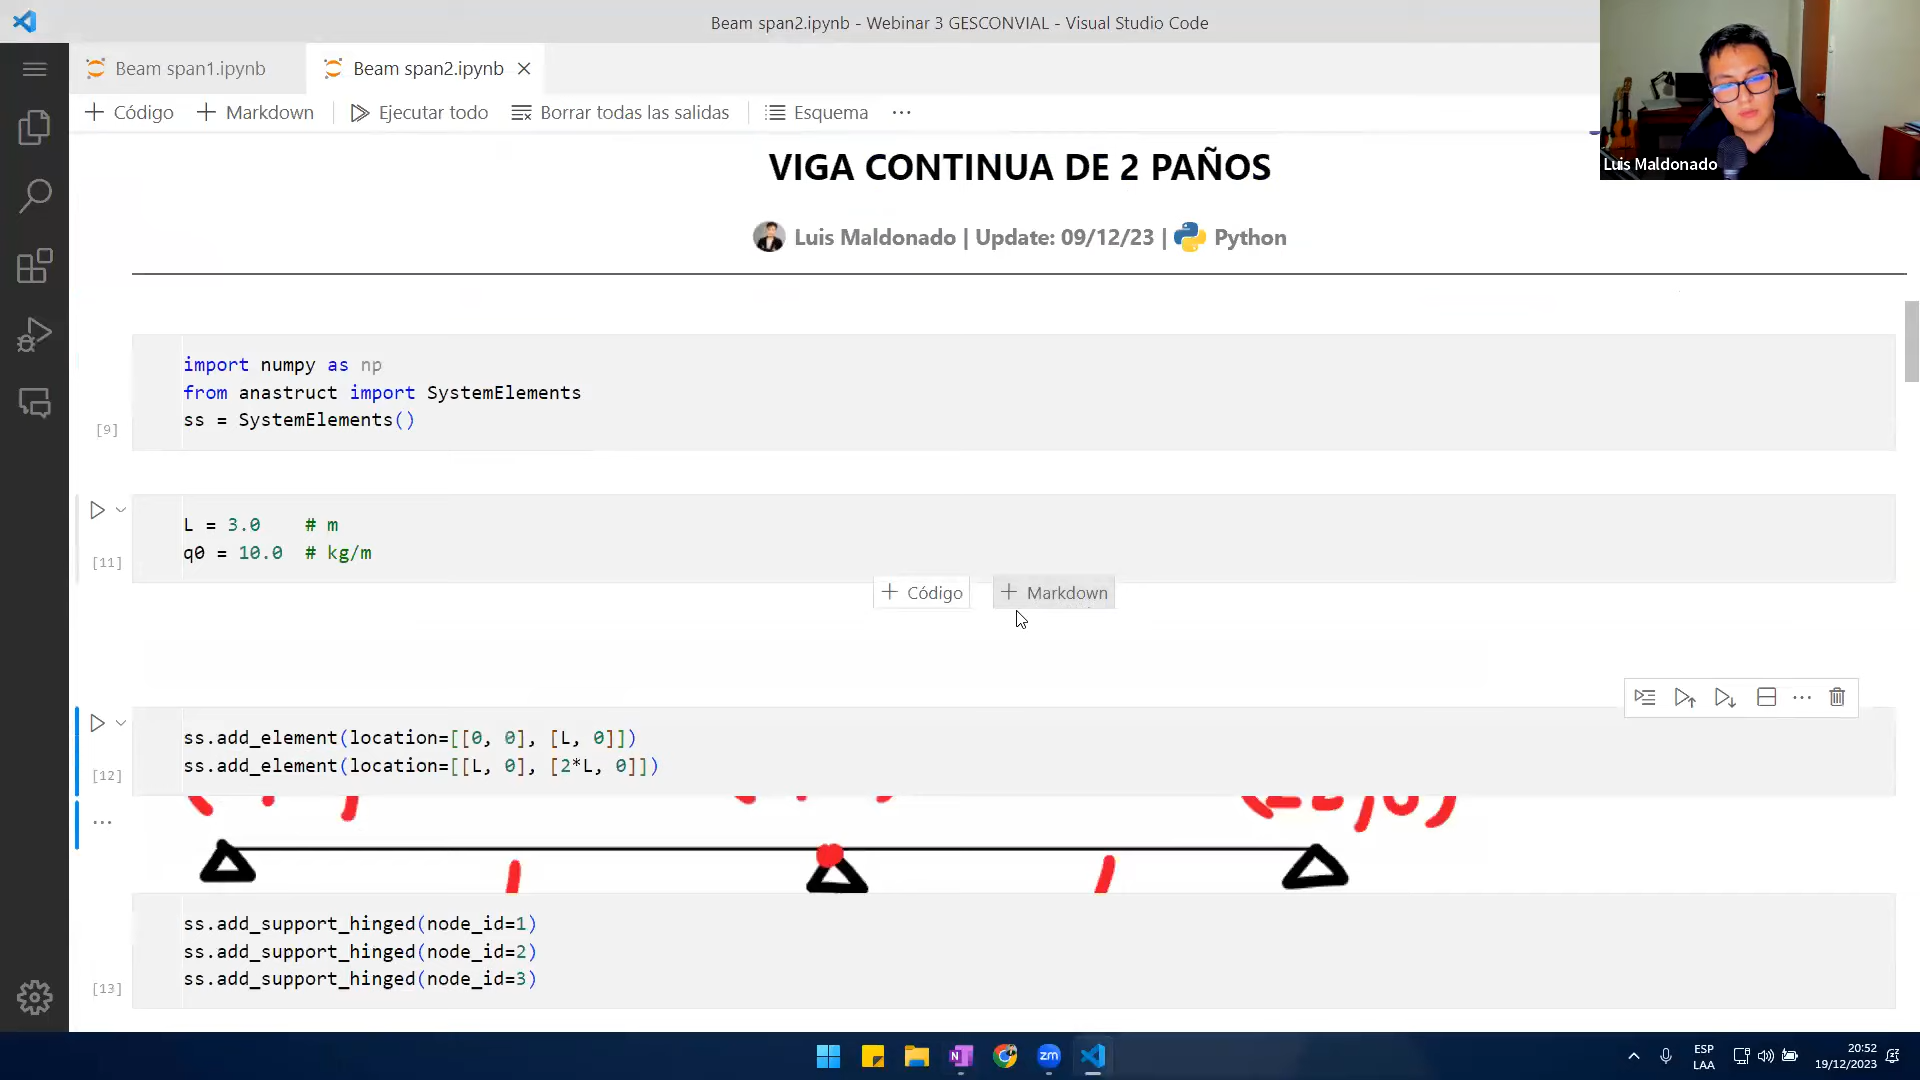 Beam span2.ipynb - Webinar 3 GESCONVIAL - Visual Studio Code
Beam span1.ipynb
Beam span2.ipynb
Código
Markdown
Ejecutar todo
Borrar todas las salidas
Esquema
Luis Maldonado
VIGA CONTINUA DE 2 PAÑOS
Luis Maldonado | Update: 09/12/23 | Python
import numpy as np
from anastruct import SystemElements
ss = SystemElements()
[9]
L = 3.0    # m
q0 = 10.0  # kg/m
[11]
Código
Markdown
ss.add_element(location=[[0, 0], [L, 0]])
ss.add_element(location=[[L, 0], [2*L, 0]])
[12]
ss.add_support_hinged(node_id=1)
ss.add_support_hinged(node_id=2)
ss.add_support_hinged(node_id=3)
[13]
zm
ESP
LAA
20:52
19/12/2023